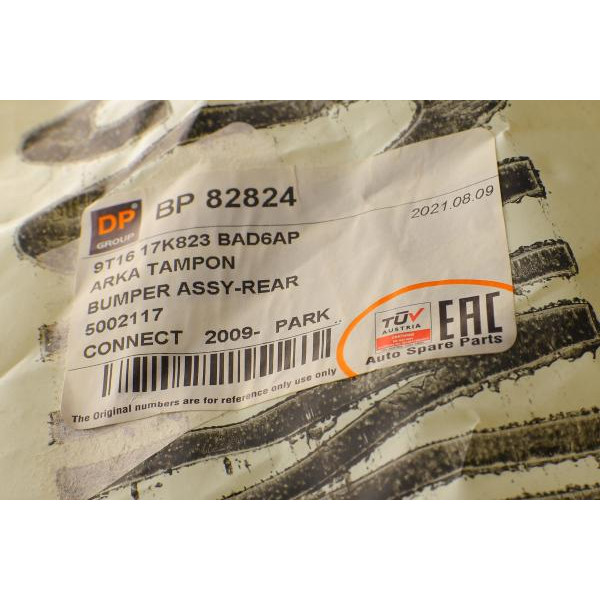 DP
GROUP
BP 82824
2021.08.09
9T16 17K823 BAD6AP
ARKA TAMPON
BUMPER ASSY-REAR
5002117
CONNECT 2009- PARK
TÜV
AUSTRIA
EAC
Auto Spare Parts
The Original numbers are for reference only use only